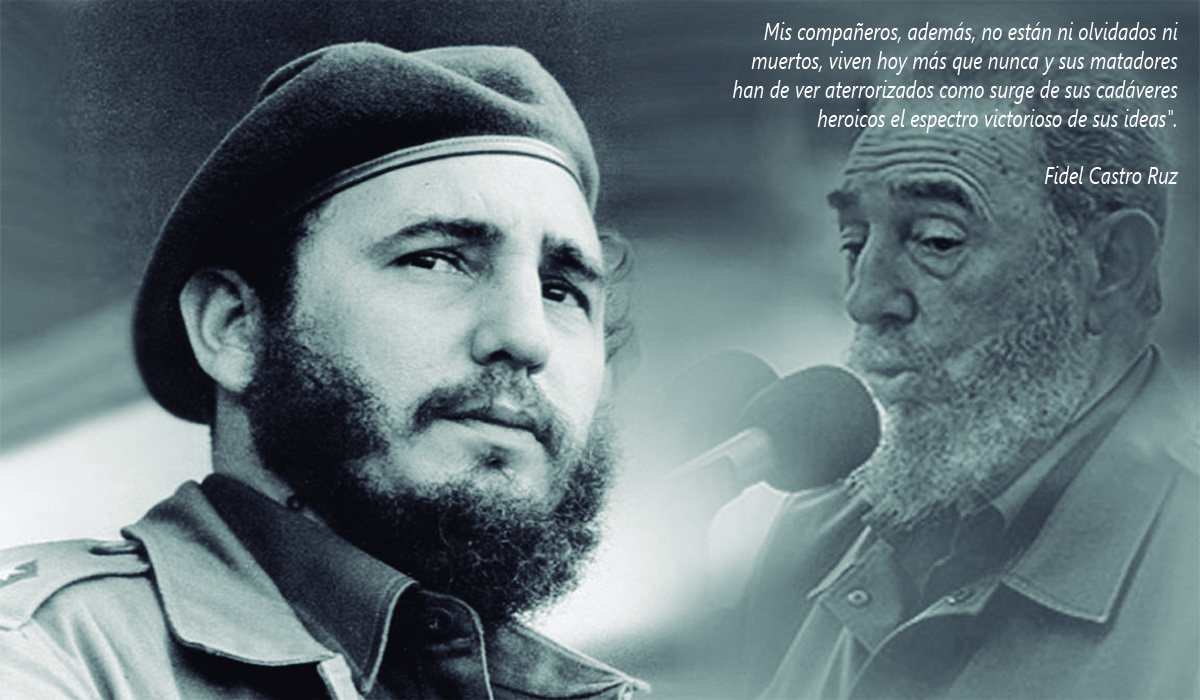 Mis compañeros, además, no están ni olvidados ni
muertos, viven hoy más que nunca y sus matadores
han de ver aterrorizados como surge de sus cadáveres
heroicos el espectro victorioso de sus ideas".
Fidel Castro Ruz